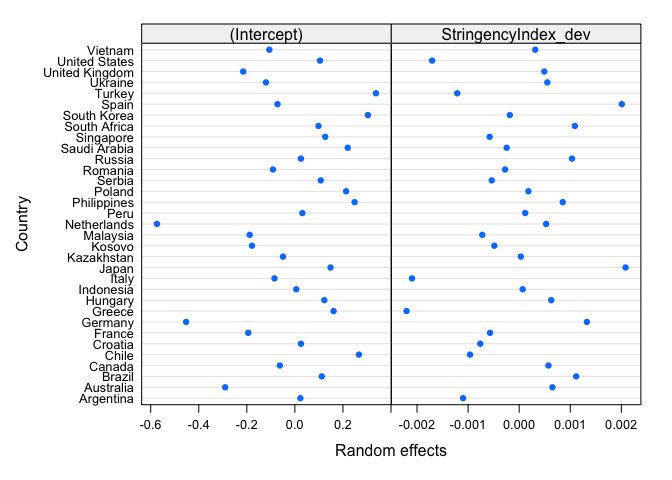 (Intercept) StringencyIndex_dev
Vietnam
United States
United Kingdom
Ukraine
Turkey
Spain
South Korea
South Africa
Singapore
Saudi Arabia
Russia
Romania
Serbia
Poland
Philippines
Peru
Netherlands
Malaysia
Kosovo
Kazakhstan
Japan
Italy
Indonesia
Hungary
Greece
Germany
France
Croatia
Chile
Canada
Brazil
Australia
Argentina
Country
-0.6 -0.4 -0.2 0.0 0.2 -0.002 -0.001 0.000 0.001 0.002
Random effects